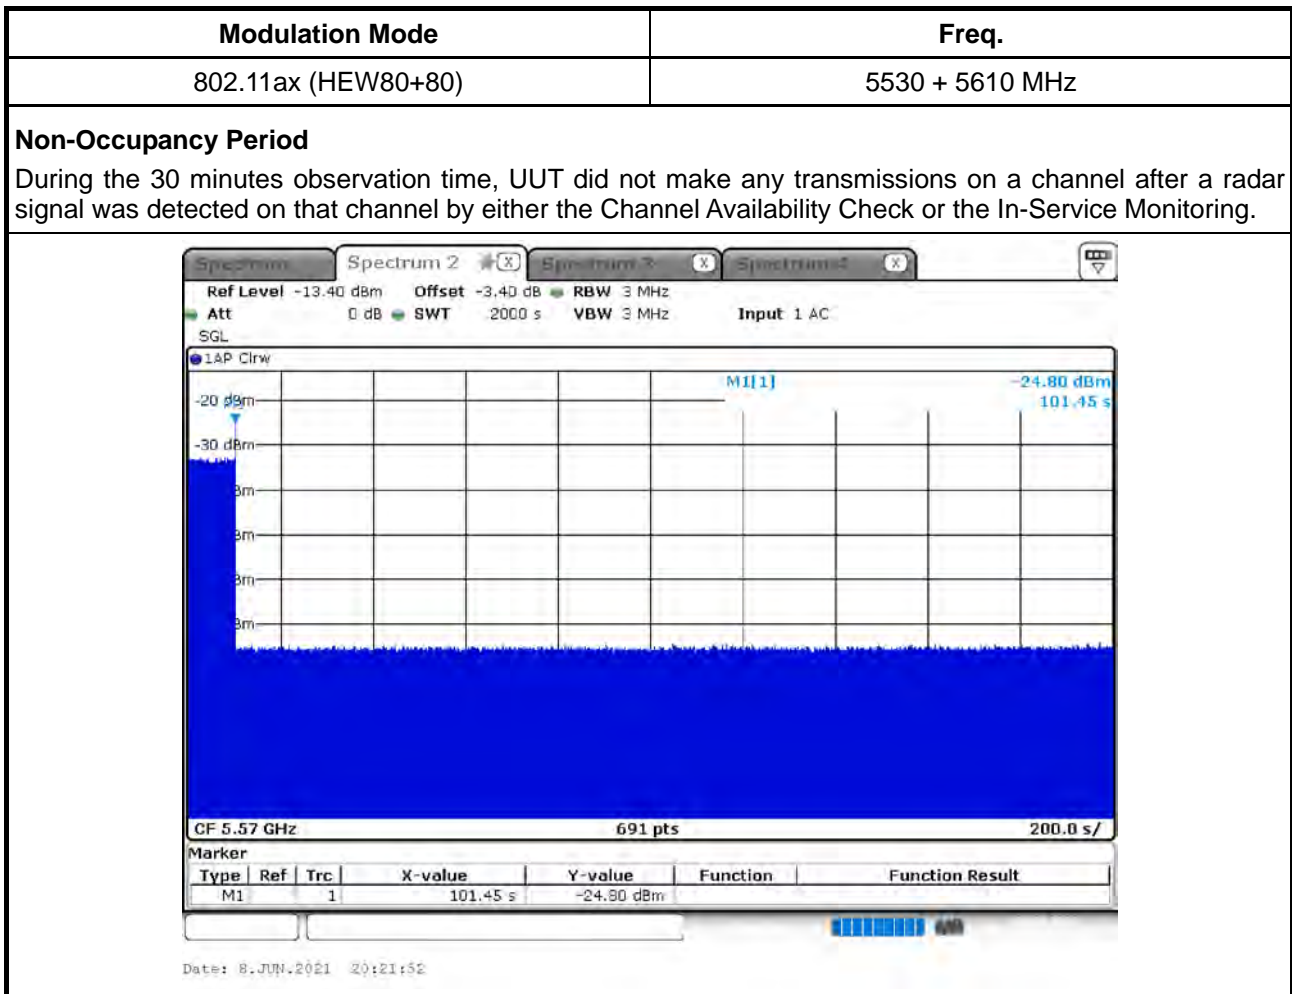 Modulation Mode Freq.
802.11ax (HEW80+80) 5530 + 5610 MHz
Non-Occupancy Period
During the 30 minutes observation time, UUT did not make any transmissions on a channel after a radar
signal was detected on that channel by either the Channel Availability Check or the In-Service Monitoring.
Spectrum Spectrum 2 X Spectrum 3 X Spectrum 4 X
Ref Level -13.40 dBm Offset -3.40 dB RBW 3 MHz
Att 0 dB SWT 2000 s VBW 3 MHz Input 1 AC
SGL
1AP Clrw
M1[1] -24.80 dBm
-20 dBm 101.45 s
-30 dBm
CF 5.57 GHz 691 pts 200.0 s/
Marker
Type Ref Trc X-value Y-value Function Function Result
M1 1 101.45 s -24.80 dBm
Date: 8.JUN.2021 20:21:52